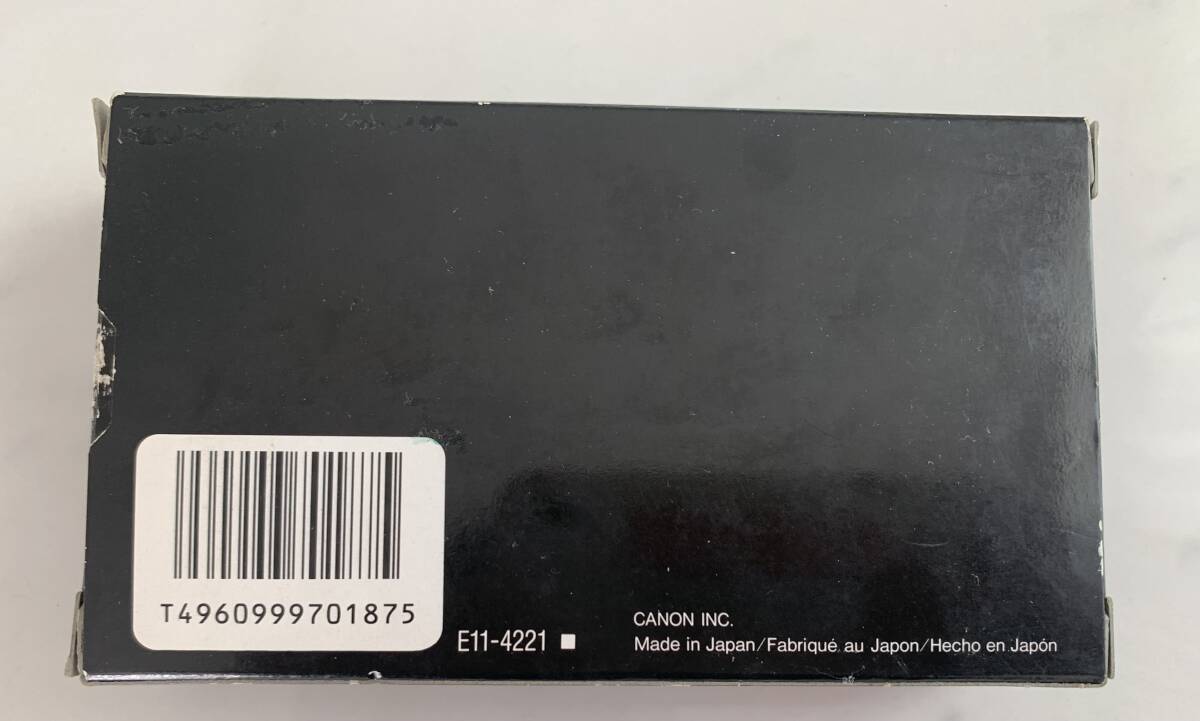 T4960999701875
E11-4221 ■
CANON INC.
Made in Japan/Fabriqué au Japon/Hecho en Japón